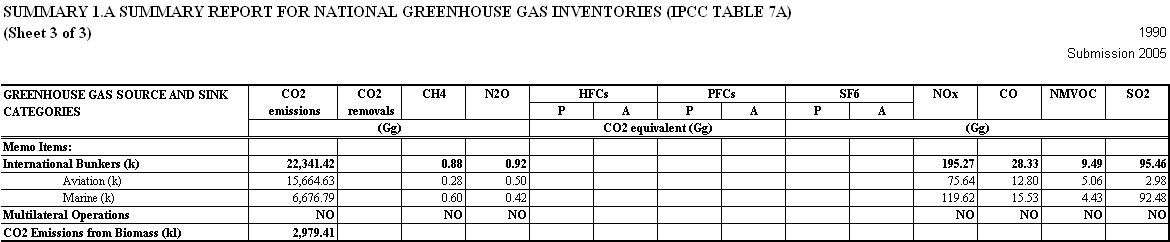 SUMMARY 1.A SUMMARY REPORT FOR NATIONAL GREENHOUSE GAS INVENTORIES (IPCC TABLE 7A)
(Sheet 3 of 3)
1990
Submission 2005
GREENHOUSE GAS SOURCE AND SINK CATEGORIES CO2 emissions CO2 removals CH4 N2O HFCs PFCs SF6 NOx CO NMVOC SO2
P A P A P A
(Gg) CO2 equivalent (Gg) (Gg)
Memo Items:
International Bunkers (k) 22,341.42 0.88 0.92 195.27 28.33 9.49 95.46
Aviation (k) 15,664.63 0.28 0.50 75.64 12.80 5.06 2.98
Marine (k) 6,676.79 0.60 0.42 119.62 15.53 4.43 92.48
Multilateral Operations NO NO NO NO NO NO NO
CO2 Emissions from Biomass (kl) 2,979.41